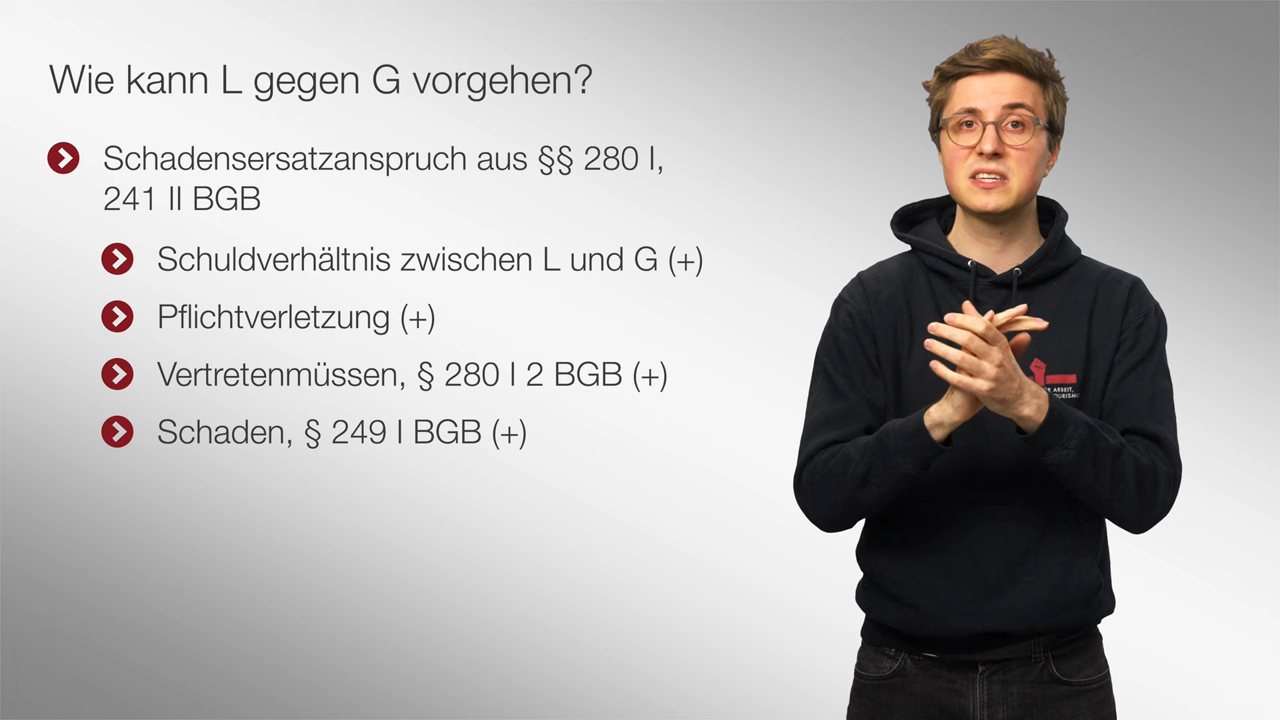 Wie kann L gegen G vorgehen?
Schadensersatzanspruch aus §§ 280 I,
241 II BGB
Schuldverhältnis zwischen L und G (+)
Pflichtverletzung (+)
Vertretenmüssen, § 280 I 2 BGB (+)
Schaden, § 249 I BGB (+)
ARBEIT,